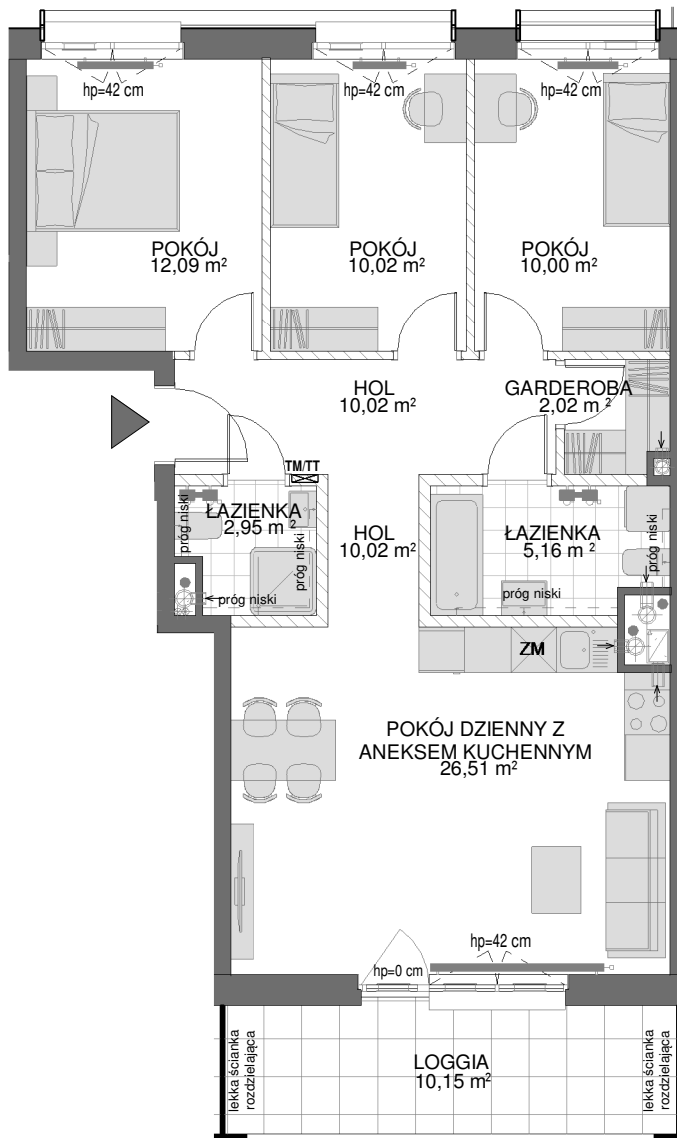 hp=42 cm
hp=42 cm
hp=42 cm
POKÓJ
12,09 m²
POKÓJ
10,02 m²
POKÓJ
10,00 m²
HOL
10,02 m²
GARDEROBA
2,02 m²
TM/TT
ŁAZIENKA
2,95 m²
próg niski
próg niski
próg niski
HOL
10,02 m²
ŁAZIENKA
5,16 m²
próg niski
próg niski
ZM
POKÓJ DZIENNY Z
ANEKSEM KUCHENNYM
26,51 m²
hp=42 cm
hp=0 cm
LOGGIA
10,15 m²
lekka ścianka
rozdzielająca
lekka ścianka
rozdzielająca